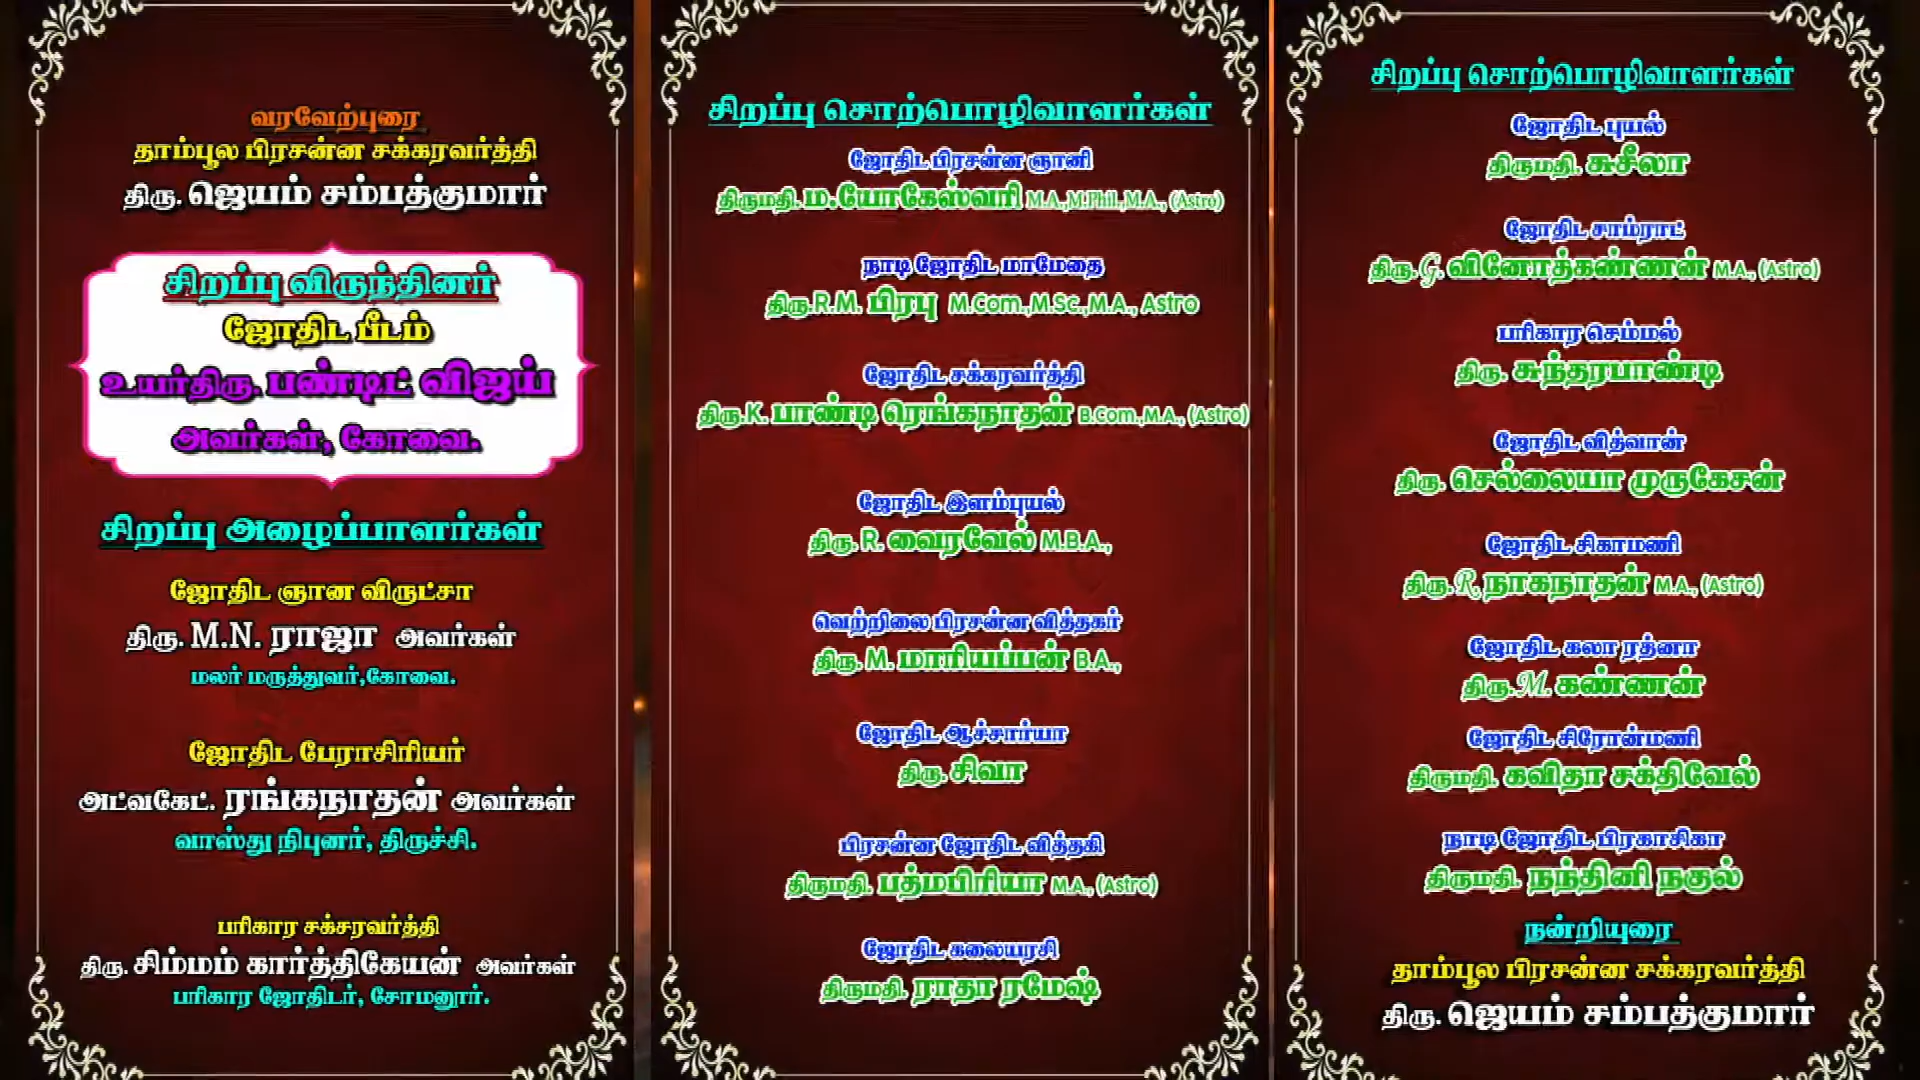 வரவேற்புரை
தாம்பூல பிரசன்ன சக்கரவர்த்தி
திரு. ஜெயம் சம்பத்குமார்
சிறப்பு விருந்தினர்
ஜோதிட பீடம்
உயர்திரு. பண்டிட் விஜய்
அவர்கள், கோவை.
சிறப்பு அழைப்பாளர்கள்
ஜோதிட ஞான விருட்சா
திரு. M.N. ராஜா அவர்கள்
மலர் மருத்துவர்,கோவை.
ஜோதிட பேராசிரியர்
அட்வகேட். ரங்கநாதன் அவர்கள்
வாஸ்து நிபுனர், திருச்சி.
பரிகார சக்சரவர்த்தி
திரு. சிம்மம் கார்த்திகேயன் அவர்கள்
பரிகார ஜோதிடர், சோமனூர்.
சிறப்பு சொற்பொழிவாளர்கள்
ஜோதிட பிரசன்ன ஞானி
திருமதி. ம.யோகேஸ்வரி M.A.,M.Phil.,M.A., (Astro)
நாடி ஜோதிட மாமேதை
திரு.R.M. பிரபு M.Com.,M.Sc.,M.A., Astro
ஜோதிட சக்கரவர்த்தி
திரு.K. பாண்டி ரெங்கநாதன் B.Com.,M.A., (Astro)
ஜோதிட இளம்புயல்
திரு. R. வைரவேல் M.B.A.,
வெற்றிலை பிரசன்ன வித்தகர்
திரு. M. மாரியப்பன் B.A.,
ஜோதிட ஆச்சார்யா
திரு. சிவா
பிரசன்ன ஜோதிட வித்தகி
திருமதி. பத்மபிரியா M.A., (Astro)
ஜோதிட கலையரசி
திருமதி. ராதா ரமேஷ்
சிறப்பு சொற்பொழிவாளர்கள்
ஜோதிட புயல்
திருமதி. சுசீலா
ஜோதிட சாம்ராட்
திரு. G. வினோத்கண்ணன் M.A., (Astro)
பரிகார செம்மல்
திரு. சுந்தரபாண்டி
ஜோதிட வித்வான்
திரு. செல்லையா முருகேசன்
ஜோதிட சிகாமணி
திரு.R. நாகநாதன் M.A., (Astro)
ஜோதிட கலா ரத்னா
திரு.M. கண்ணன்
ஜோதிட சிரோன்மணி
திருமதி. கவிதா சக்திவேல்
நாடி ஜோதிட பிரகாசிகா
திருமதி. நந்தினி நகுல்
நன்றியுரை
தாம்பூல பிரசன்ன சக்கரவர்த்தி
திரு. ஜெயம் சம்பத்குமார்